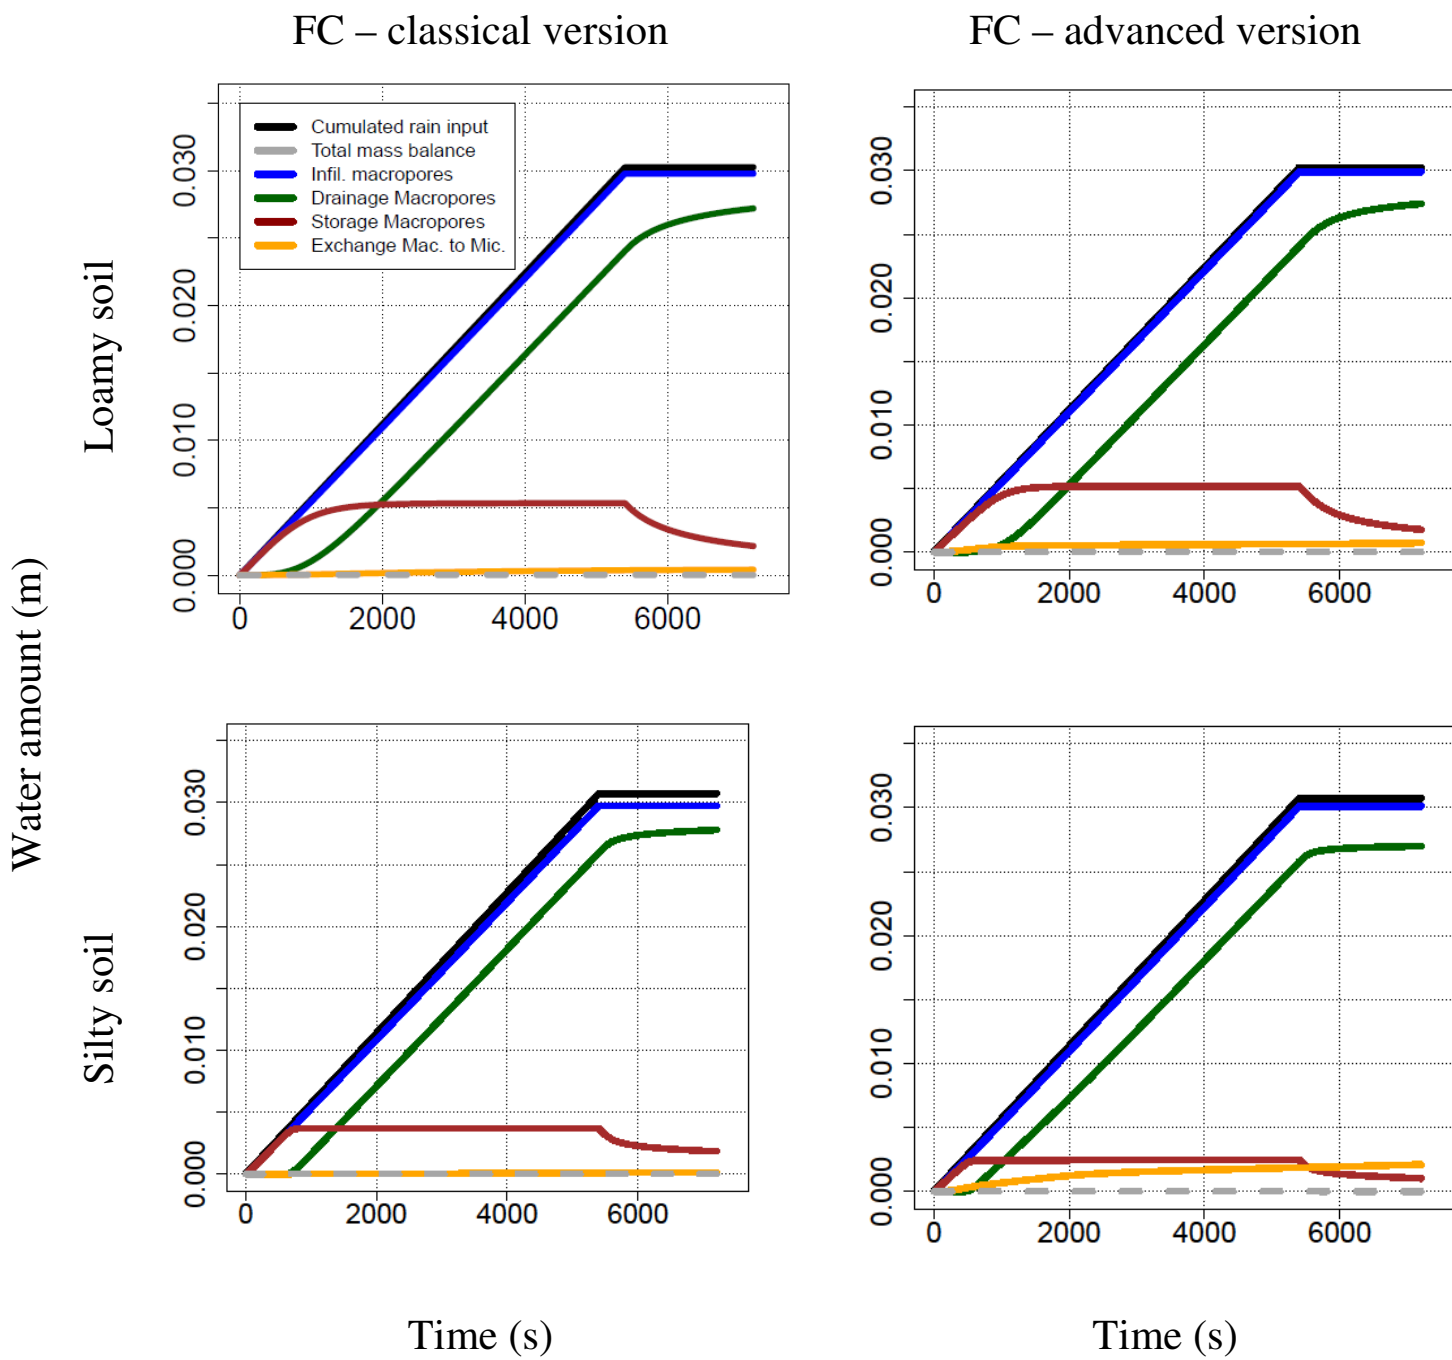 FC – classical version
FC – advanced version
Loamy soil
Silty soil
Water amount (m)
Cumulated rain input
Total mass balance
Infil. macropores
Drainage Macropores
Storage Macropores
Exchange Mac. to Mic.
0.030
0.020
0.010
0.000
0 2000 4000 6000
0.030
0.020
0.010
0.000
0 2000 4000 6000
0.030
0.020
0.010
0.000
0 2000 4000 6000
0.030
0.020
0.010
0.000
0 2000 4000 6000
Time (s)
Time (s)